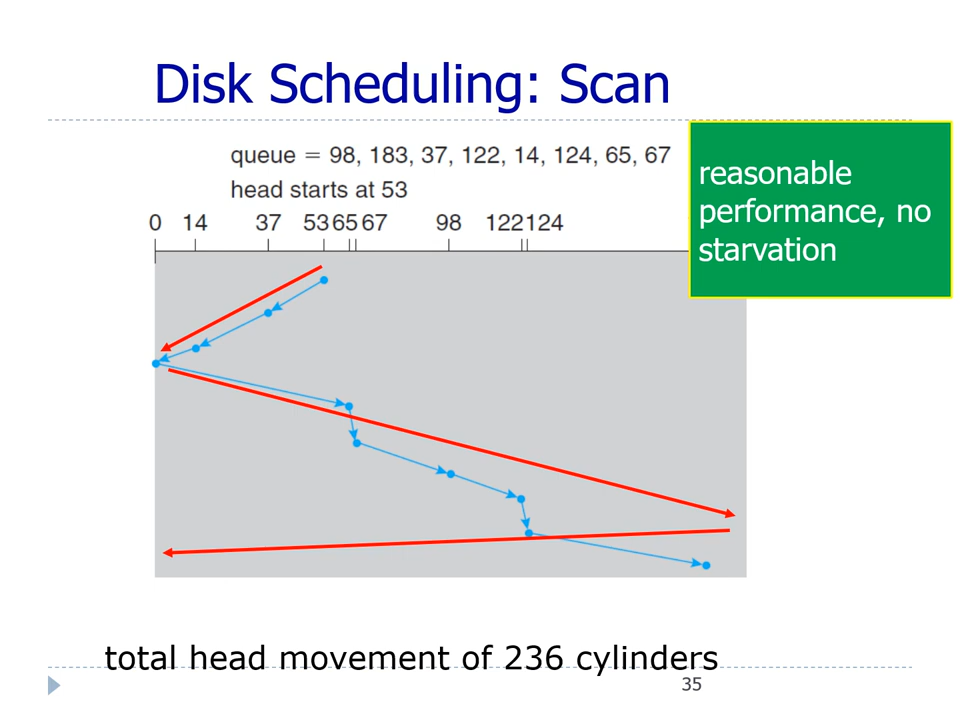 Disk Scheduling: Scan
queue = 98, 183, 37, 122, 14, 124, 65, 67
head starts at 53
0 14 37 53 65 67 98 122 124
reasonable
performance, no
starvation
total head movement of 236 cylinders
35